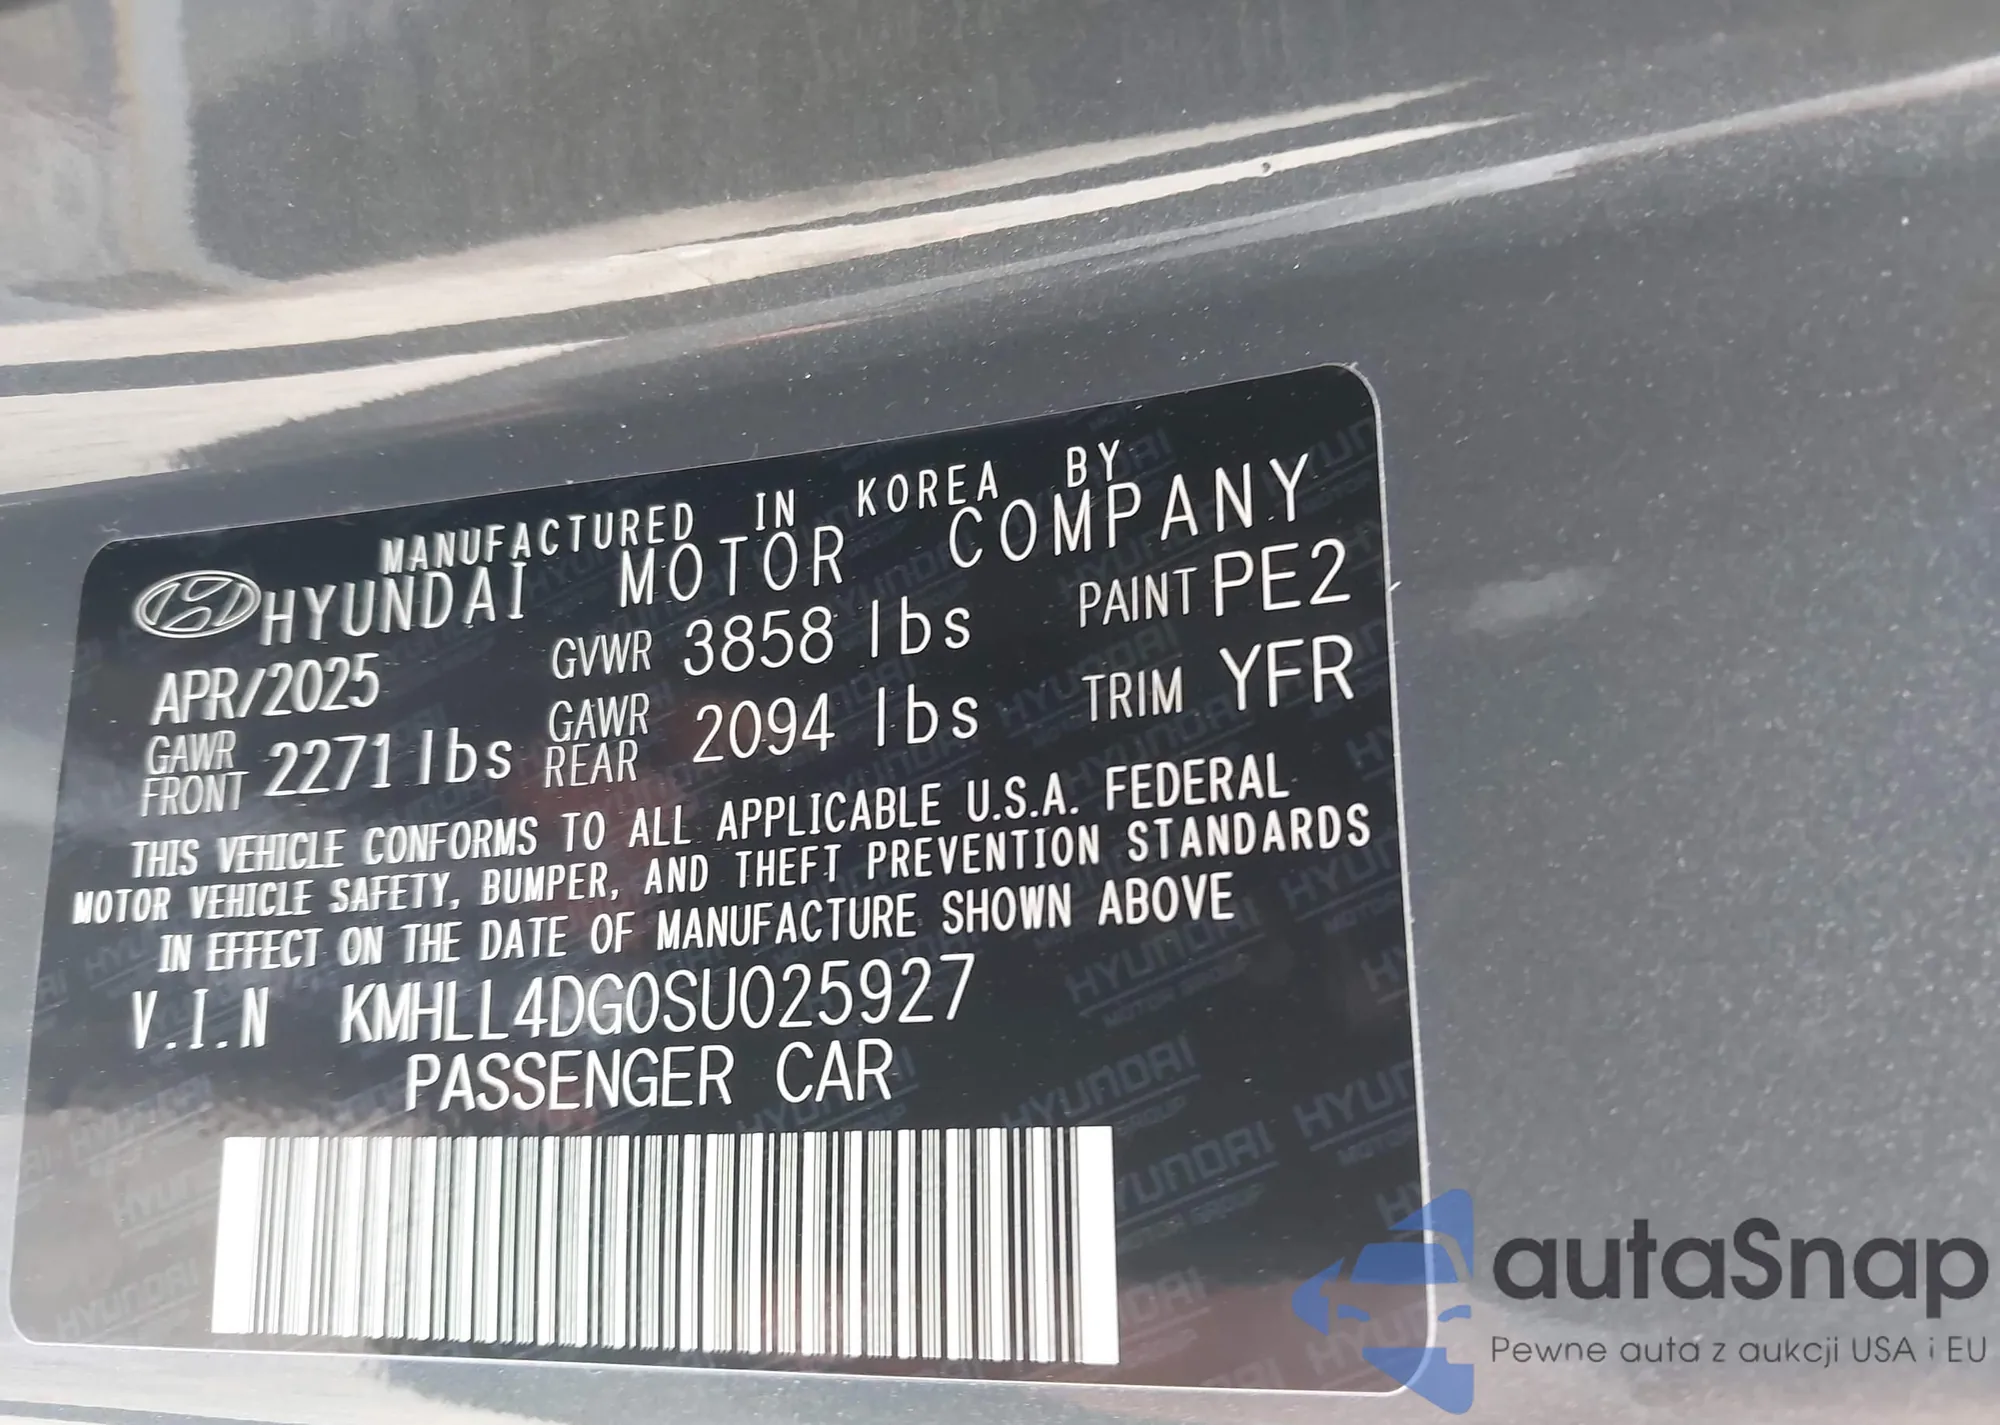 MANUFACTURED IN KOREA BY
HYUNDAI MOTOR COMPANY
APR/2025 GVWR 3858 lbs PAINT PE2
GAWR FRONT 2271 lbs GAWR REAR 2094 lbs TRIM YFR
THIS VEHICLE CONFORMS TO ALL APPLICABLE U.S.A. FEDERAL
MOTOR VEHICLE SAFETY, BUMPER, AND THEFT PREVENTION STANDARDS
IN EFFECT ON THE DATE OF MANUFACTURE SHOWN ABOVE
V.I.N KMHLL4DG0SU025927
PASSENGER CAR
autaSnap
Pewne auta z aukcji USA i EU